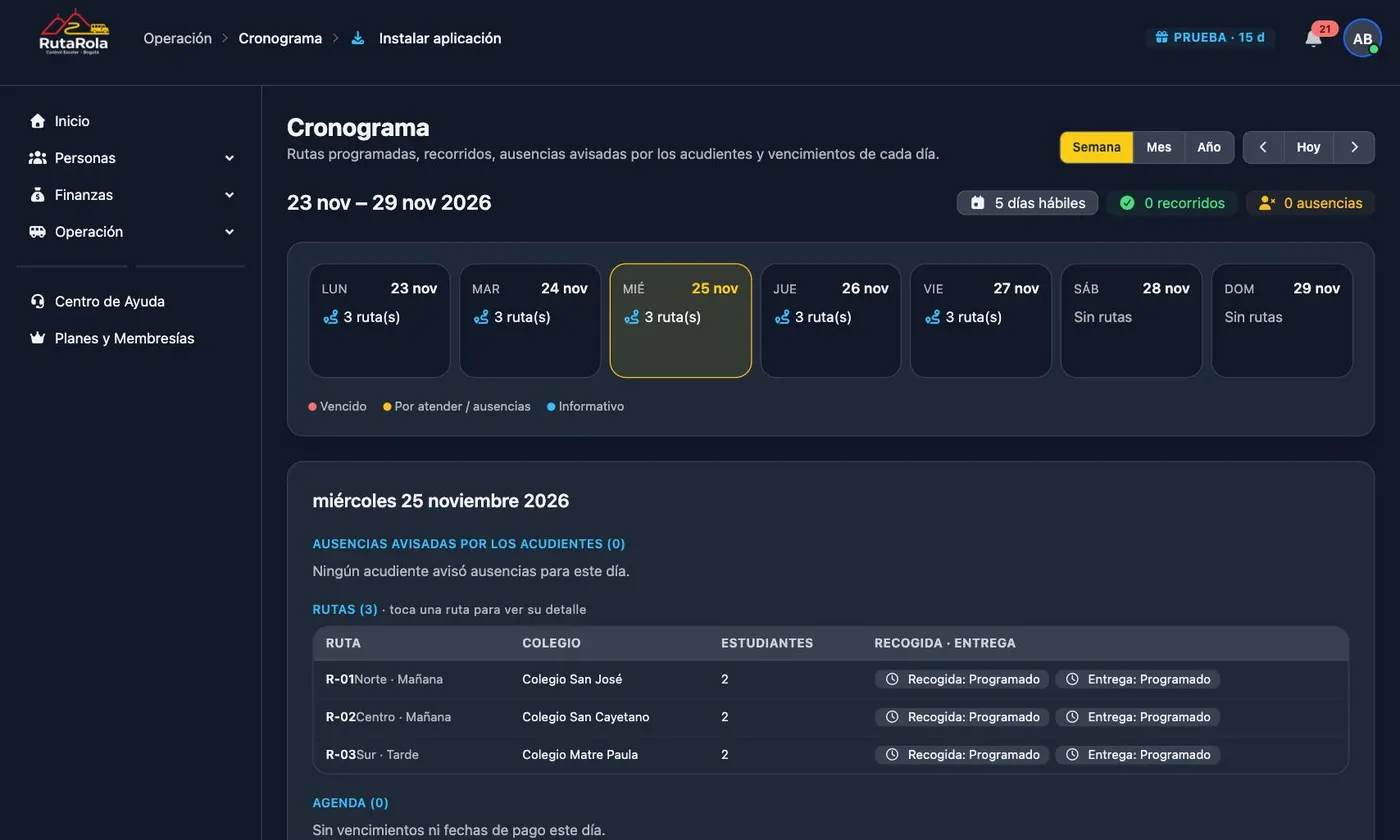 RutaRola
Control Escolar - Bogotá
Operación > Cronograma > Instalar aplicación
PRUEBA · 15 d
21
AB
Inicio
Personas
Finanzas
Operación
Centro de Ayuda
Planes y Membresías
Cronograma
Rutas programadas, recorridos, ausencias avisadas por los acudientes y vencimientos de cada día.
Semana Mes Año
Hoy
23 nov – 29 nov 2026
5 días hábiles
0 recorridos
0 ausencias
LUN 23 nov
3 ruta(s)
MAR 24 nov
3 ruta(s)
MIÉ 25 nov
3 ruta(s)
JUE 26 nov
3 ruta(s)
VIE 27 nov
3 ruta(s)
SÁB 28 nov
Sin rutas
DOM 29 nov
Sin rutas
Vencido Por atender / ausencias Informativo
miércoles 25 noviembre 2026
AUSENCIAS AVISADAS POR LOS ACUDIENTES (0)
Ningún acudiente avisó ausencias para este día.
RUTAS (3) · toca una ruta para ver su detalle
RUTA COLEGIO ESTUDIANTES RECOGIDA · ENTREGA
R-01Norte · Mañana Colegio San José 2 Recogida: Programado Entrega: Programado
R-02Centro · Mañana Colegio San Cayetano 2 Recogida: Programado Entrega: Programado
R-03Sur · Tarde Colegio Matre Paula 2 Recogida: Programado Entrega: Programado
AGENDA (0)
Sin vencimientos ni fechas de pago este día.